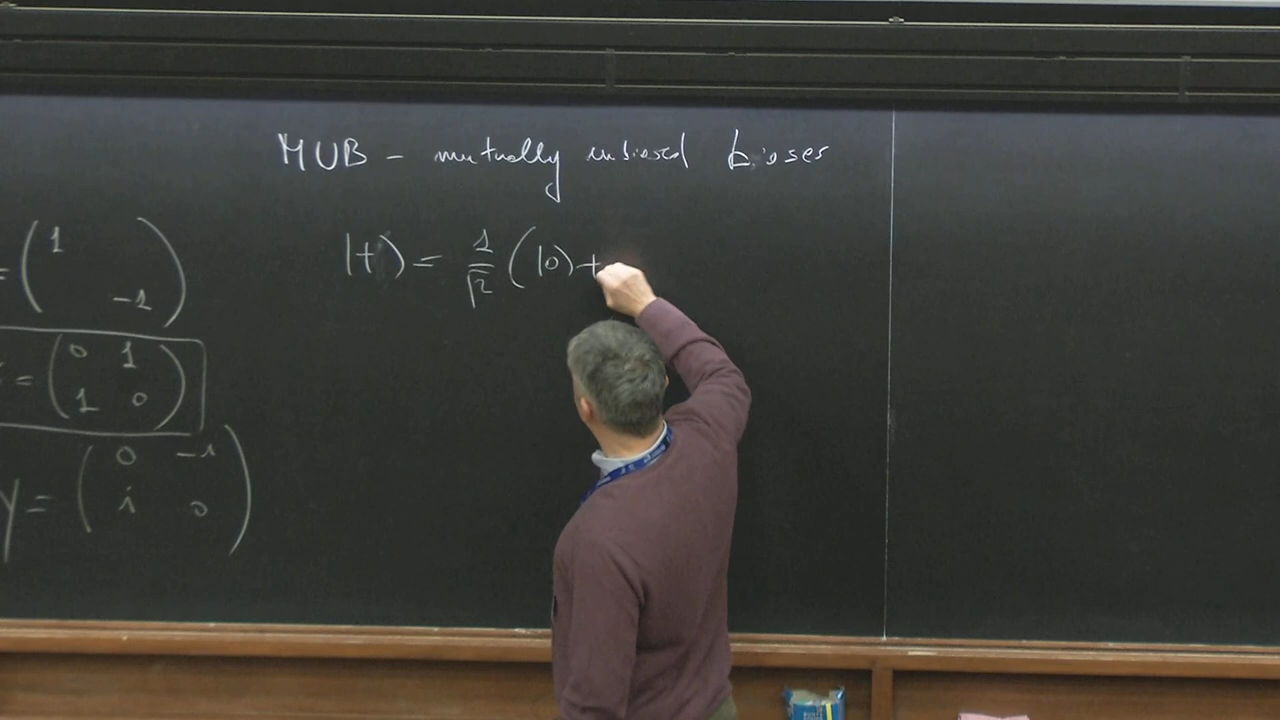 MUB - mutually unbiased bases
|+⟩ = 1/√2 (|0⟩ +
= ( 1
-1 )
= ( 0 1
1 0 )
Y = ( 0 -i
i 0 )